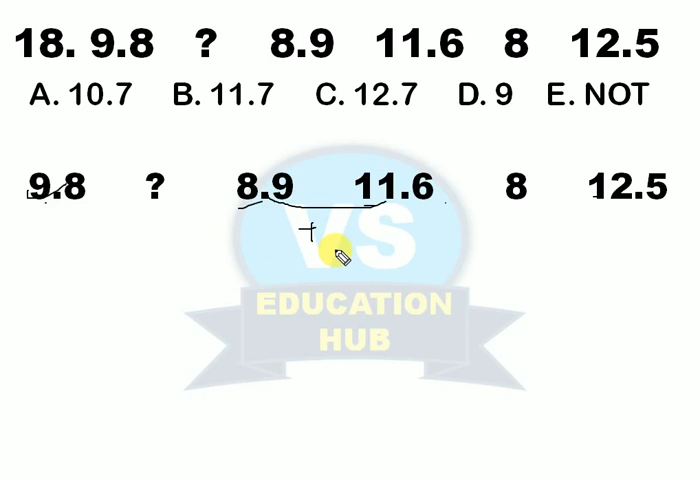 18. 9.8 ? 8.9 11.6 8 12.5
A. 10.7 B. 11.7 C. 12.7 D. 9 E. NOT
9.8 ? 8.9 11.6 8 12.5
+
VS
EDUCATION
HUB